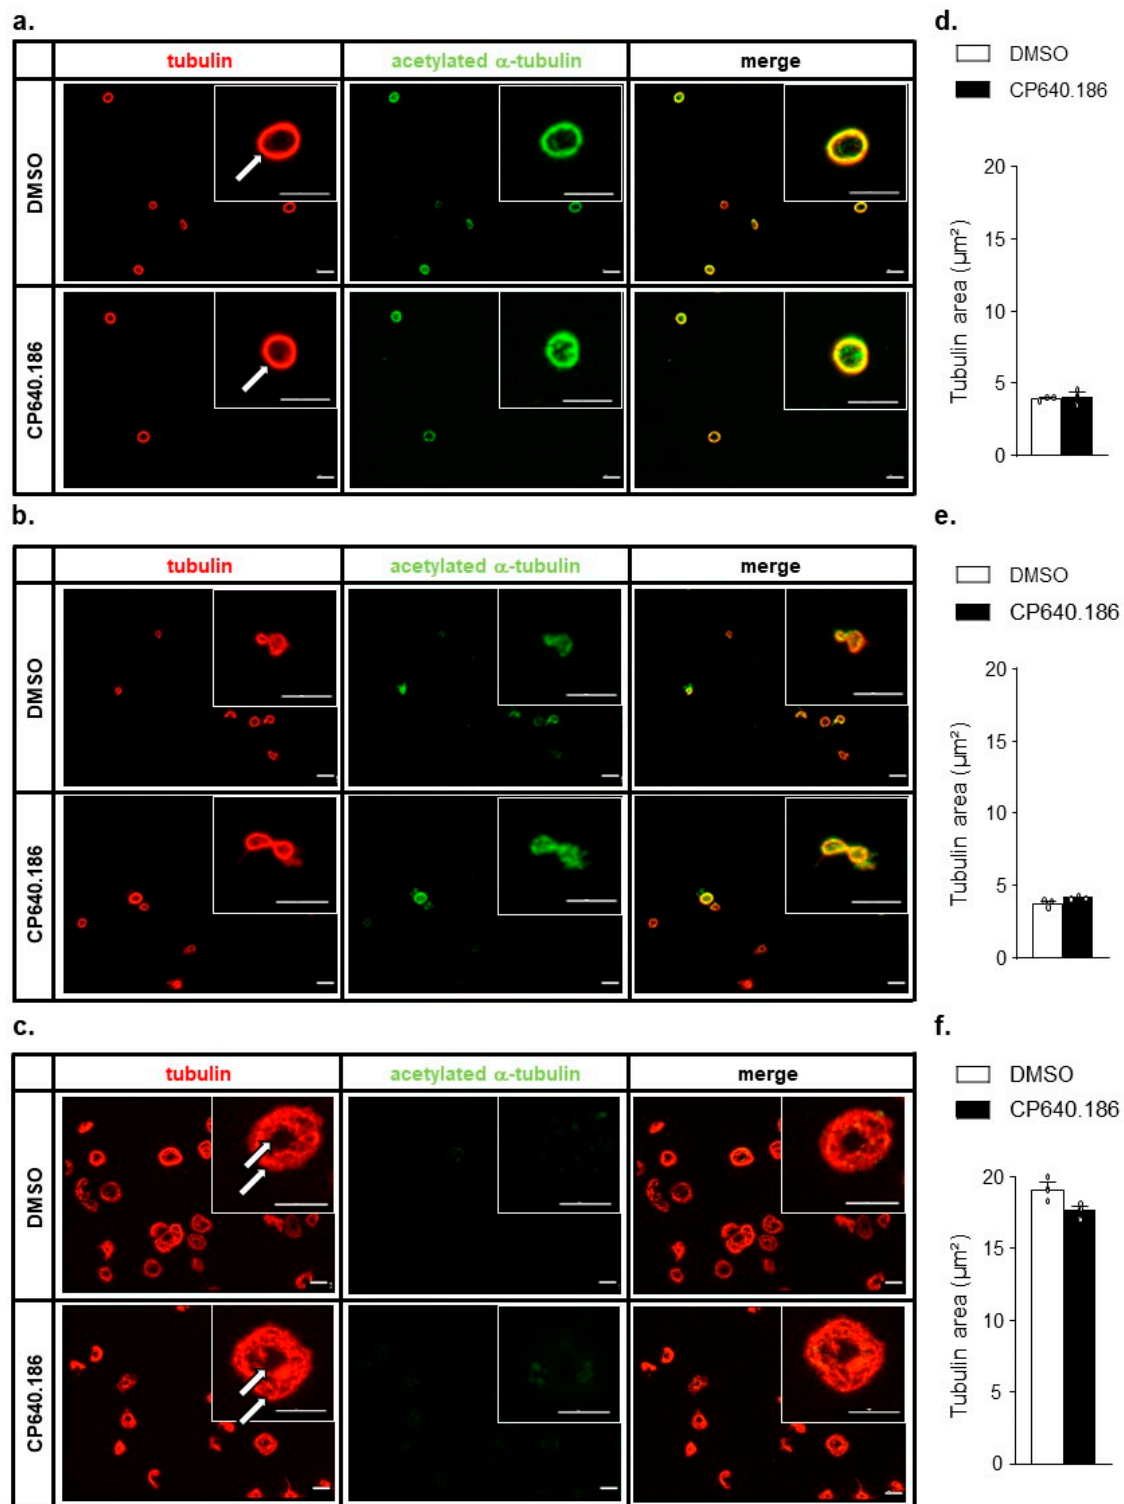 a.
tubulin acetylated α-tubulin merge
DMSO
CP640.186
d.
DMSO
CP640.186
Tubulin area (µm²)
20
15
10
5
0
b.
tubulin acetylated α-tubulin merge
DMSO
CP640.186
e.
DMSO
CP640.186
Tubulin area (µm²)
20
15
10
5
0
c.
tubulin acetylated α-tubulin merge
DMSO
CP640.186
f.
DMSO
CP640.186
Tubulin area (µm²)
20
15
10
5
0